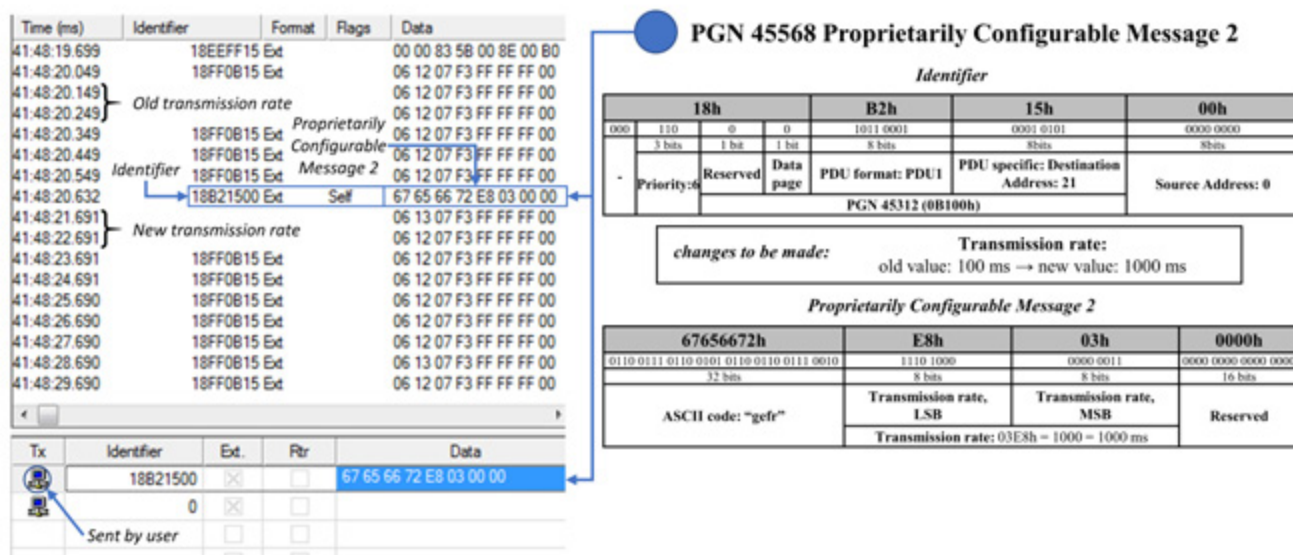 Time (ms) Identifier Format Flags Data
41:48:19.699 18EEFF15 Ext 00 00 83 5B 00 8E 00 B0
41:48:20.049 18FF0B15 Ext 06 12 07 F3 FF FF FF 00
41:48:20.149 06 12 07 F3 FF FF FF 00
Old transmission rate
41:48:20.249 06 12 07 F3 FF FF FF 00
41:48:20.349 18FF0B15 Ext 06 12 07 F3 FF FF FF 00
41:48:20.449 18FF0B15 Ext 06 12 07 F3 FF FF FF 00
41:48:20.549 18FF0B15 Ext 06 12 07 F3 FF FF FF 00
Proprietarily
Configurable
Message 2
Identifier
41:48:20.632 18B21500 Ext Self 67 65 66 72 E8 03 00 00
41:48:21.691 06 13 07 F3 FF FF FF 00
New transmission rate
41:48:22.691 06 12 07 F3 FF FF FF 00
41:48:23.691 18FF0B15 Ext 06 12 07 F3 FF FF FF 00
41:48:24.691 18FF0B15 Ext 06 12 07 F3 FF FF FF 00
41:48:25.690 18FF0B15 Ext 06 12 07 F3 FF FF FF 00
41:48:26.690 18FF0B15 Ext 06 12 07 F3 FF FF FF 00
41:48:27.690 18FF0B15 Ext 06 12 07 F3 FF FF FF 00
41:48:28.690 18FF0B15 Ext 06 13 07 F3 FF FF FF 00
41:48:29.690 18FF0B15 Ext 06 12 07 F3 FF FF FF 00
Tx Identifier Ext. Rtr Data
18B21500 67 65 66 72 E8 03 00 00
0
Sent by user
PGN 45568 Proprietarily Configurable Message 2
Identifier
18h B2h 15h 00h
000 110 0 0 1011 0001 0001 0101 0000 0000
3 bits 1 bit 1 bit 8 bits 8bits 8bits
- Priority:6 Reserved Data page PDU format: PDU1 PDU specific: Destination Address: 21 Source Address: 0
PGN 45312 (0B100h)
changes to be made: Transmission rate:
old value: 100 ms → new value: 1000 ms
Proprietarily Configurable Message 2
67656672h E8h 03h 0000h
0110 0111 0110 0101 0110 0110 0111 0010 1110 1000 0000 0011 0000 0000 0000 0000
32 bits 8 bits 8 bits 16 bits
ASCII code: “gefr” Transmission rate, LSB Transmission rate, MSB Reserved
Transmission rate: 03E8h = 1000 = 1000 ms